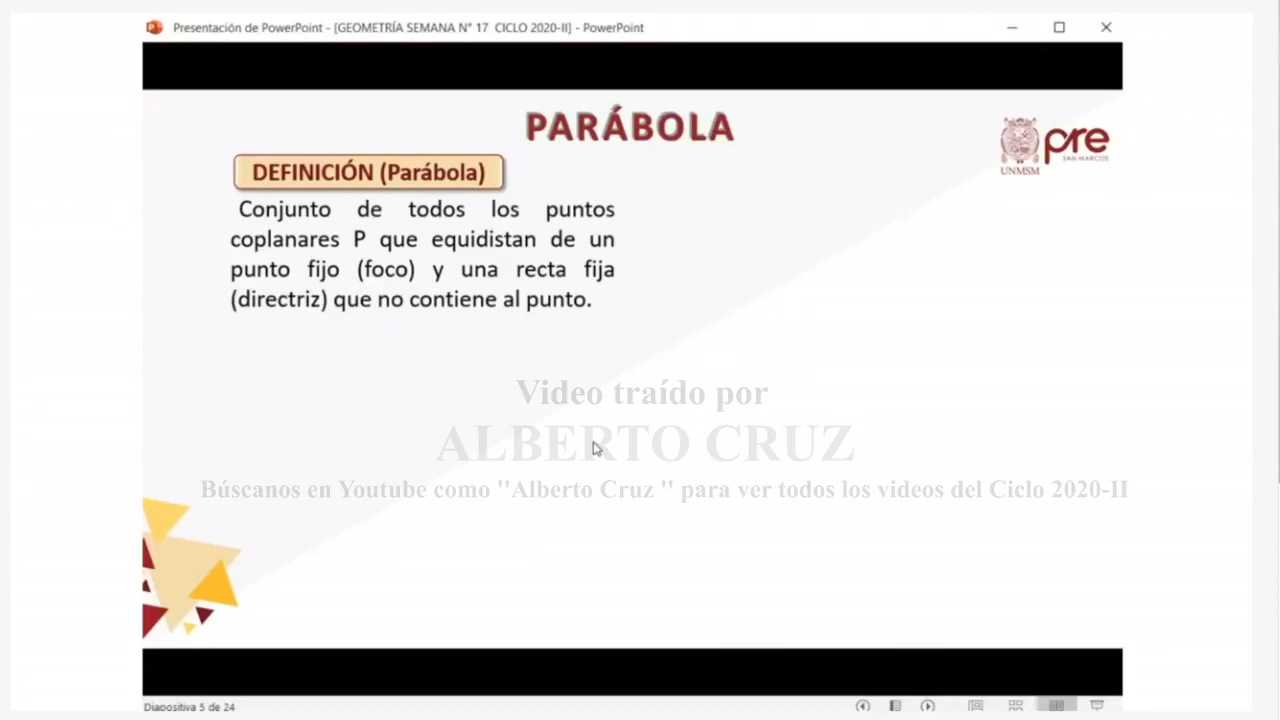 Presentación de PowerPoint - [GEOMETRÍA SEMANA N° 17 CICLO 2020-II] - PowerPoint
PARÁBOLA
pre
SAN MARCOS
UNMSM
DEFINICIÓN (Parábola)
Conjunto de todos los puntos
coplanares P que equidistan de un
punto fijo (foco) y una recta fija
(directriz) que no contiene al punto.
Video traído por
ALBERTO CRUZ
Búscanos en Youtube como "Alberto Cruz " para ver todos los videos del Ciclo 2020-II
Diapositiva 5 de 24